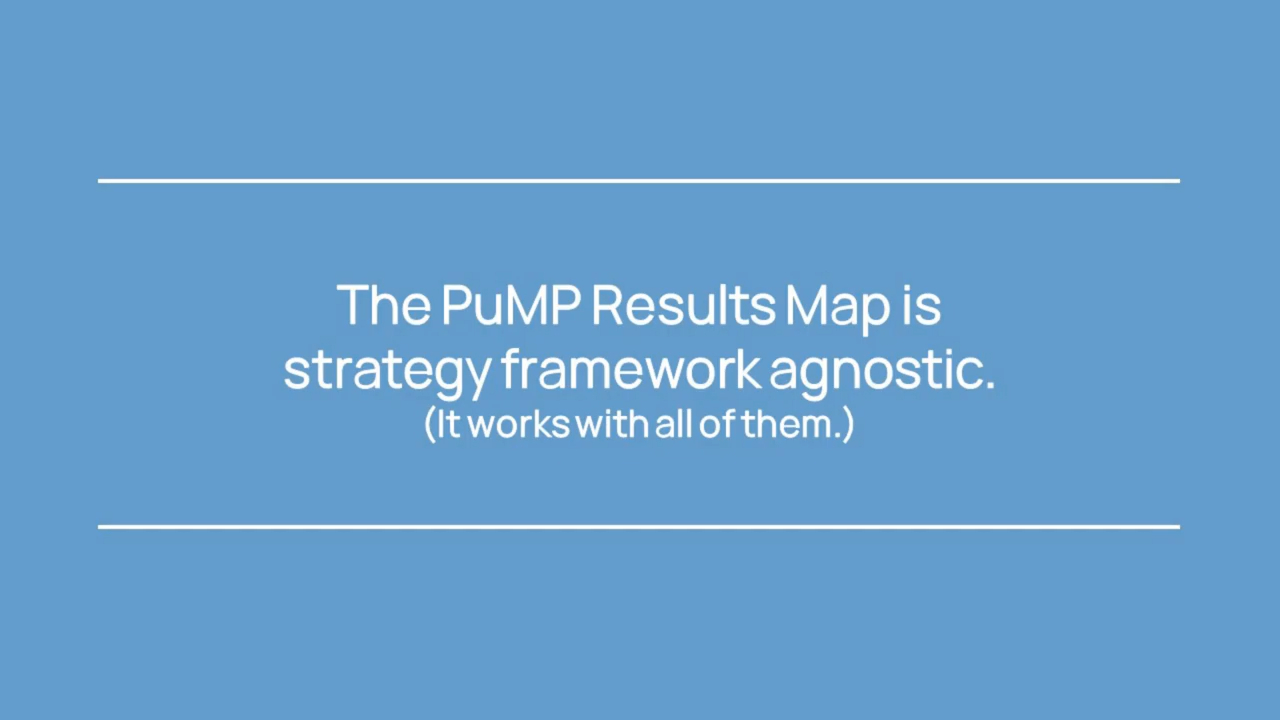 The PuMP Results Map is
strategy framework agnostic.
(It works with all of them.)